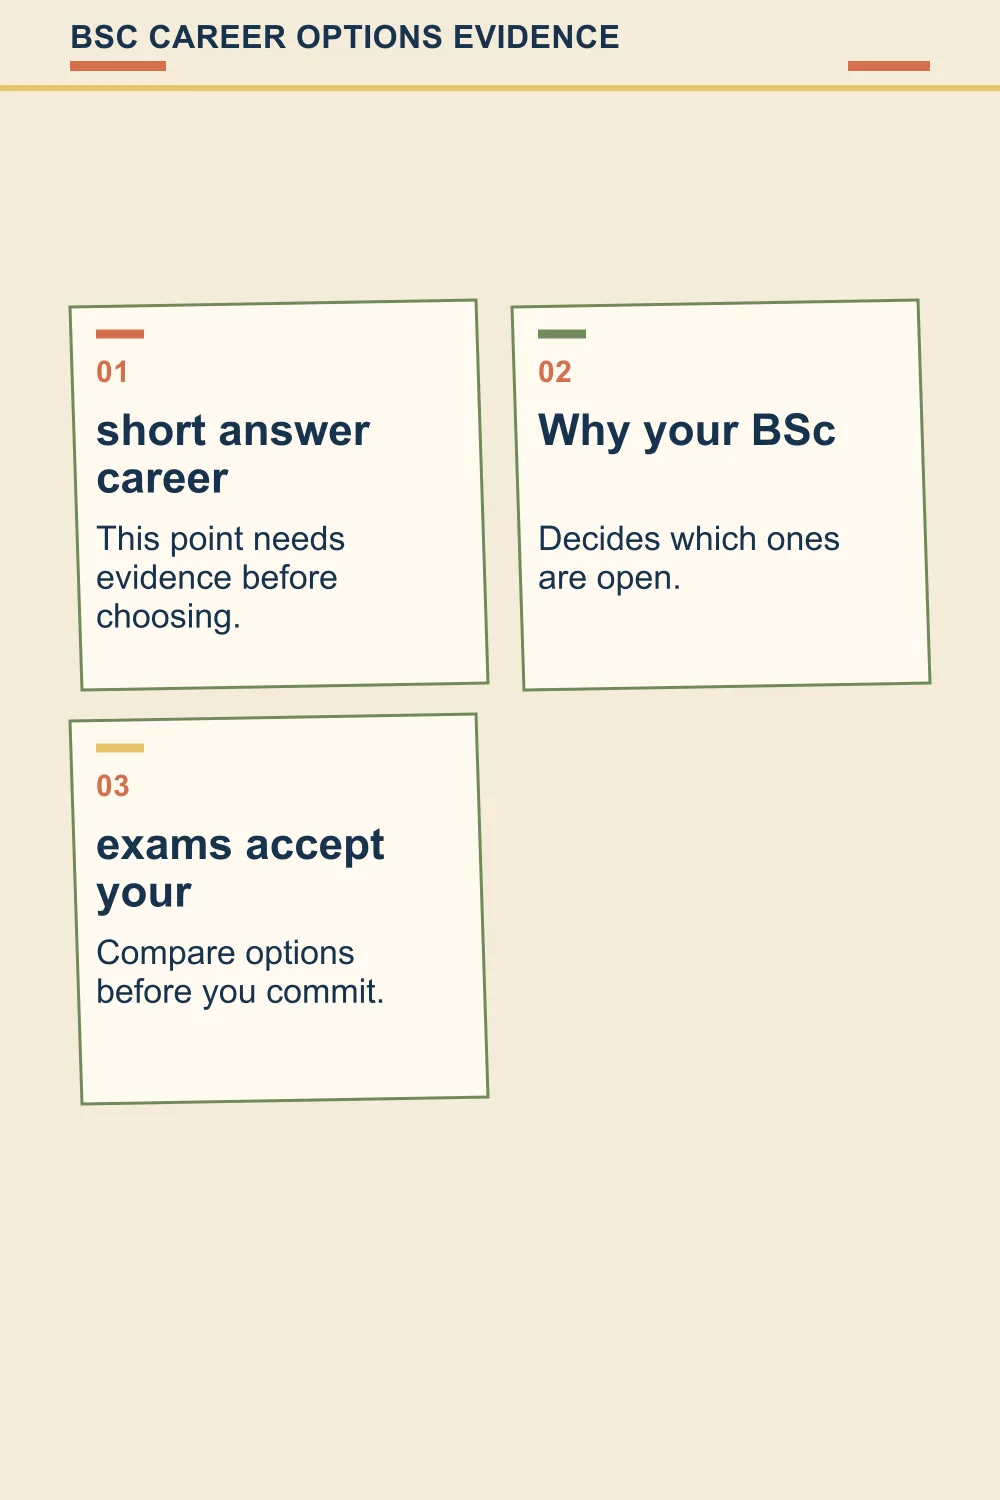 BSC CAREER OPTIONS EVIDENCE
01
short answer
career
This point needs
evidence before
choosing.
02
Why your BSc
Decides which ones
are open.
03
exams accept
your
Compare options
before you commit.